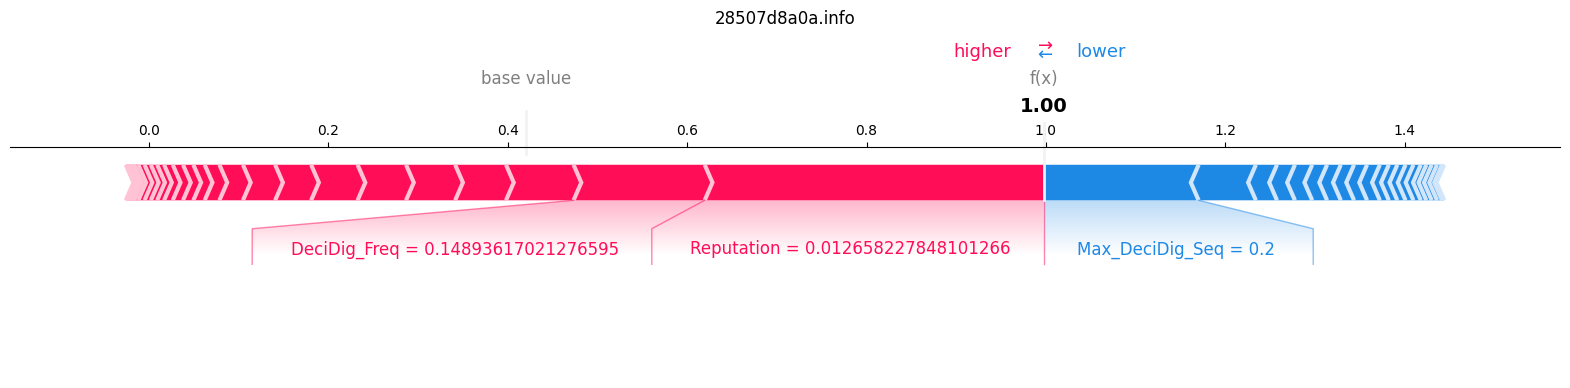 28507d8a0a.info
higher ⇄ lower
base value f(x)
1.00
0.0 0.2 0.4 0.6 0.8 1.0 1.2 1.4
DeciDig_Freq = 0.14893617021276595 Reputation = 0.012658227848101266 Max_DeciDig_Seq = 0.2